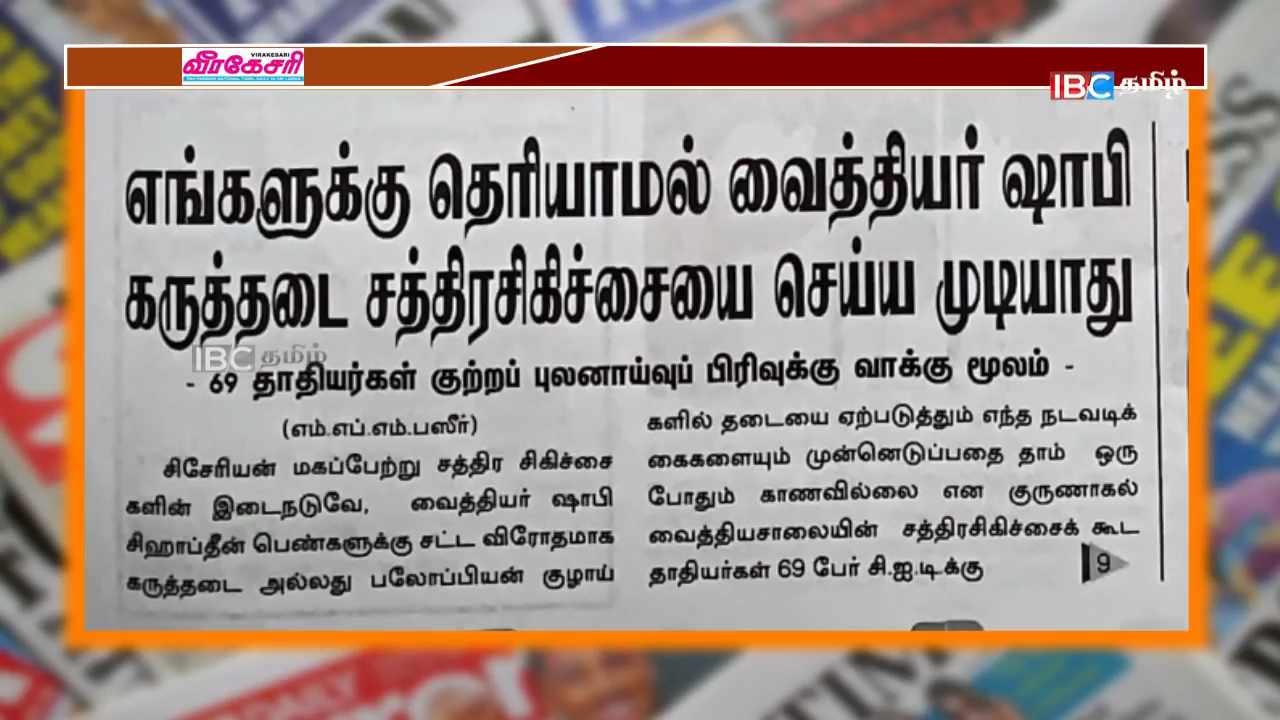 VIRAKESARI
வீரகேசரி
IBC தமிழ்
எங்களுக்கு தெரியாமல் வைத்தியர் ஷாபி
கருத்தடை சத்திரசிகிச்சையை செய்ய முடியாது
IBC தமிழ்
- 69 தாதியர்கள் குற்றப் புலனாய்வுப் பிரிவுக்கு வாக்கு மூலம் -
(எம்.எப்.எம்.பஸீர்)
சிசேரியன் மகப்பேற்று சத்திர சிகிச்சை
களின் இடைநடுவே, வைத்தியர் ஷாபி
சிஹாப்தீன் பெண்களுக்கு சட்ட விரோதமாக
கருத்தடை அல்லது பலோப்பியன் குழாய்
களில் தடையை ஏற்படுத்தும் எந்த நடவடிக்
கைகளையும் முன்னெடுப்பதை தாம் ஒரு
போதும் காணவில்லை என குருணாகல்
வைத்தியசாலையின் சத்திரசிகிச்சைக் கூட
தாதியர்கள் 69 பேர் சி.ஐ.டி.க்கு
9